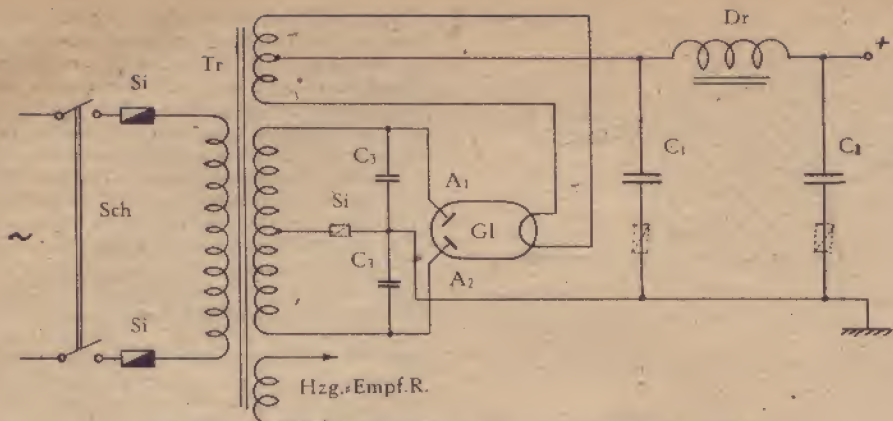 Dr
+
Tr
Si
C₃
C₁
C₂
A₁
Si
Sch
Gl
~
C₃
A₂
Si
Hzg.=Empf.R.